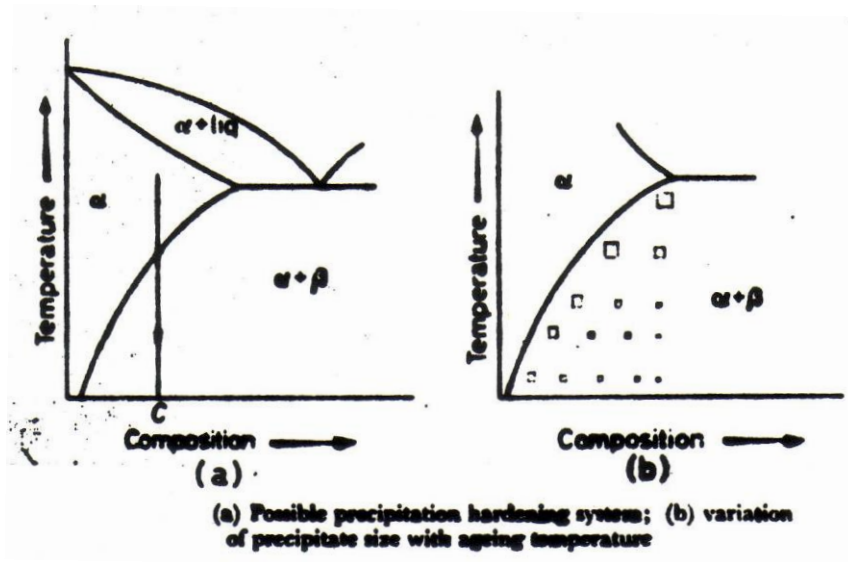 α+liq
α
α+β
Temperature
C
Composition
(a)
α
α+β
Temperature
Composition
(b)
(a) Possible precipitation hardening system; (b) variation
of precipitate size with ageing temperature